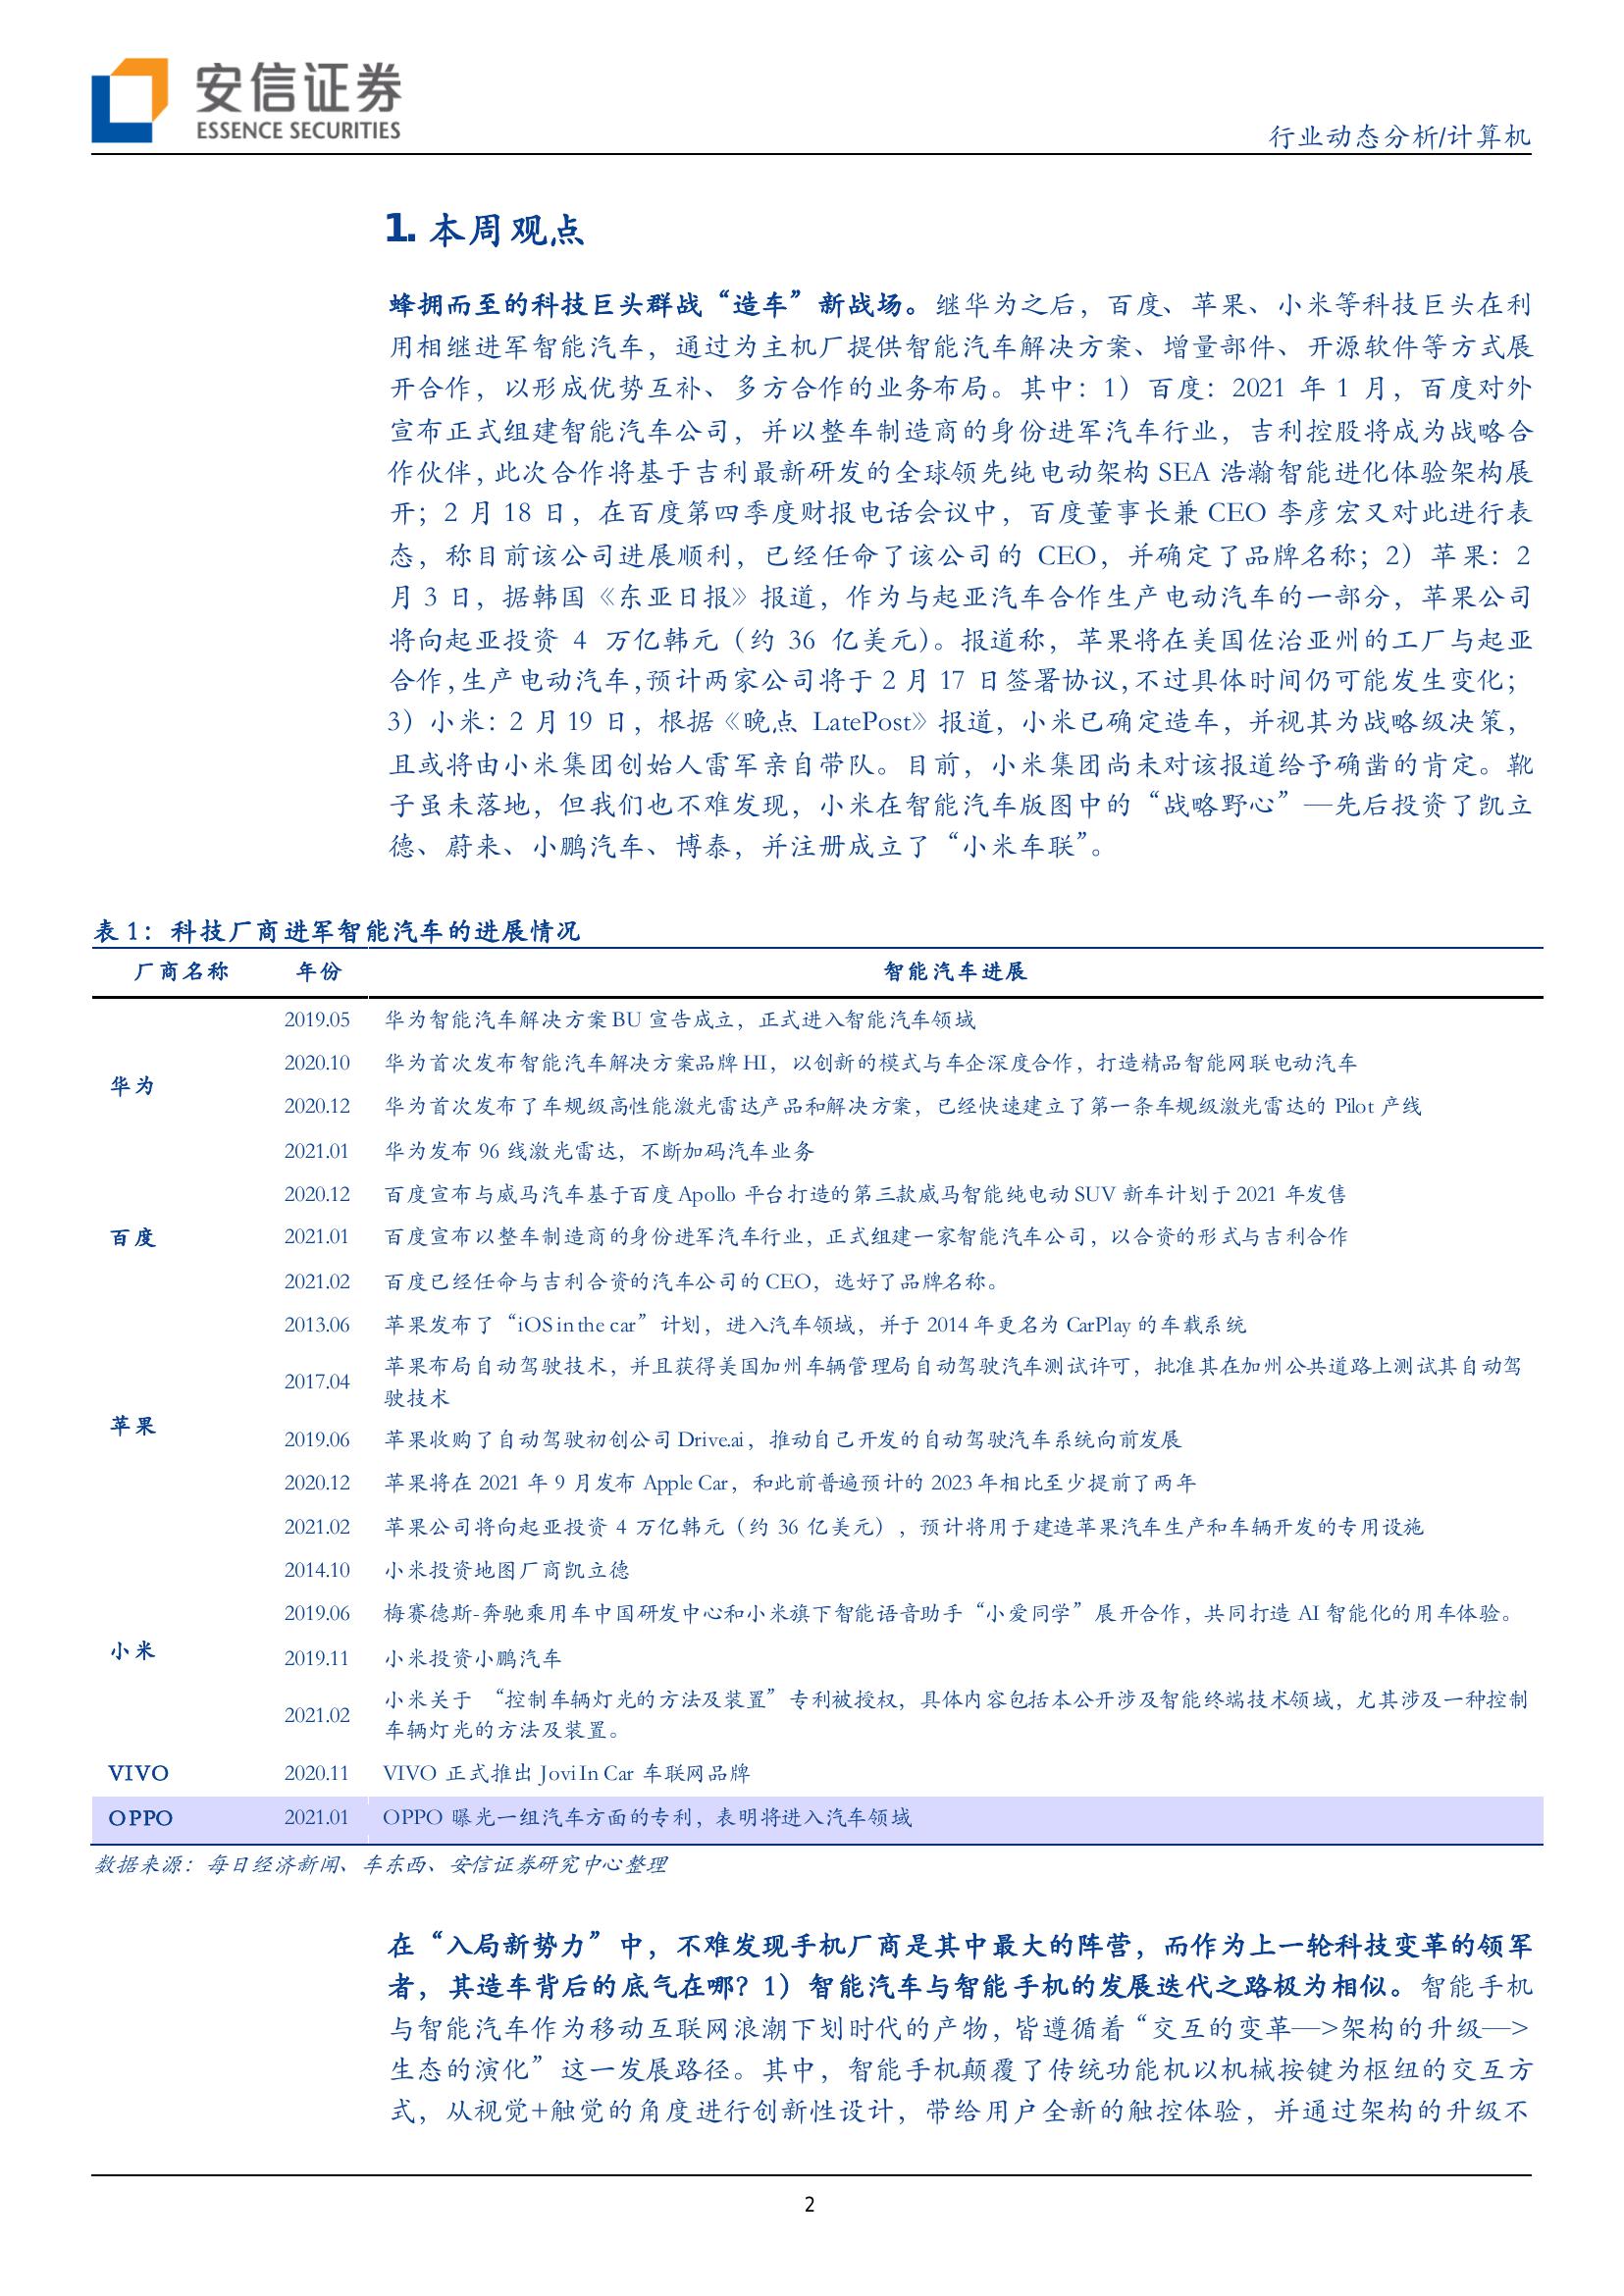 安信证券
ESSENCE SECURITIES
行业动态分析/计算机
1. 本周观点
蜂拥而至的科技巨头群战“造车”新战场。继华为之后，百度、苹果、小米等科技巨头在利
用相继进军智能汽车，通过为主机厂提供智能汽车解决方案、增量部件、开源软件等方式展
开合作，以形成优势互补、多方合作的业务布局。其中：1）百度：2021 年 1 月，百度对外
宣布正式组建智能汽车公司，并以整车制造商的身份进军汽车行业，吉利控股将成为战略合
作伙伴，此次合作将基于吉利最新研发的全球领先纯电动架构 SEA 浩瀚智能进化体验架构展
开；2 月 18 日，在百度第四季度财报电话会议中，百度董事长兼 CEO 李彦宏又对此进行表
态，称目前该公司进展顺利，已经任命了该公司的 CEO，并确定了品牌名称；2）苹果：2
月 3 日，据韩国《东亚日报》报道，作为与起亚汽车合作生产电动汽车的一部分，苹果公司
将向起亚投资 4 万亿韩元（约 36 亿美元）。报道称，苹果将在美国佐治亚州的工厂与起亚
合作，生产电动汽车，预计两家公司将于 2 月 17 日签署协议，不过具体时间仍可能发生变化；
3）小米：2 月 19 日，根据《晚点 LatePost》报道，小米已确定造车，并视其为战略级决策，
且或将由小米集团创始人雷军亲自带队。目前，小米集团尚未对该报道给予确凿的肯定。靴
子虽未落地，但我们也不难发现，小米在智能汽车版图中的“战略野心”—先后投资了凯立
德、蔚来、小鹏汽车、博泰，并注册成立了“小米车联”。
表 1：科技厂商进军智能汽车的进展情况
厂商名称 年份 智能汽车进展
华为
2019.05 华为智能汽车解决方案 BU 宣告成立，正式进入智能汽车领域
2020.10 华为首次发布智能汽车解决方案品牌 HI，以创新的模式与车企深度合作，打造精品智能网联电动汽车
2020.12 华为首次发布了车规级高性能激光雷达产品和解决方案，已经快速建立了第一条车规级激光雷达的 Pilot 产线
2021.01 华为发布 96 线激光雷达，不断加码汽车业务
百度
2020.12 百度宣布与威马汽车基于百度 Apollo 平台打造的第三款威马智能纯电动 SUV 新车计划于 2021 年发售
2021.01 百度宣布以整车制造商的身份进军汽车行业，正式组建一家智能汽车公司，以合资的形式与吉利合作
2021.02 百度已经任命与吉利合资的汽车公司的 CEO，选好了品牌名称。
苹果
2013.06 苹果发布了“iOS in the car”计划，进入汽车领域，并于 2014 年更名为 CarPlay 的车载系统
2017.04 苹果布局自动驾驶技术，并且获得美国加州车辆管理局自动驾驶汽车测试许可，批准其在加州公共道路上测试其自动驾
驶技术
2019.06 苹果收购了自动驾驶初创公司 Drive.ai，推动自己开发的自动驾驶汽车系统向前发展
2020.12 苹果将在 2021 年 9 月发布 Apple Car，和此前普遍预计的 2023 年相比至少提前了两年
2021.02 苹果公司将向起亚投资 4 万亿韩元（约 36 亿美元），预计将用于建造苹果汽车生产和车辆开发的专用设施
小米
2014.10 小米投资地图厂商凯立德
2019.06 梅赛德斯-奔驰乘用车中国研发中心和小米旗下智能语音助手“小爱同学”展开合作，共同打造 AI 智能化的用车体验。
2019.11 小米投资小鹏汽车
2021.02 小米关于 “控制车辆灯光的方法及装置”专利被授权，具体内容包括本公开涉及智能终端技术领域，尤其涉及一种控制
车辆灯光的方法及装置。
VIVO 2020.11 VIVO 正式推出 Jovi In Car 车联网品牌
OPPO 2021.01 OPPO 曝光一组汽车方面的专利，表明将进入汽车领域
数据来源：每日经济新闻、车东西、安信证券研究中心整理
在“入局新势力”中，不难发现手机厂商是其中最大的阵营，而作为上一轮科技变革的领军
者，其造车背后的底气在哪？1）智能汽车与智能手机的发展迭代之路极为相似。智能手机
与智能汽车作为移动互联网浪潮下划时代的产物，皆遵循着“交互的变革—>架构的升级—>
生态的演化”这一发展路径。其中，智能手机颠覆了传统功能机以机械按键为枢纽的交互方
式，从视觉+触觉的角度进行创新性设计，带给用户全新的触控体验，并通过架构的升级不
2